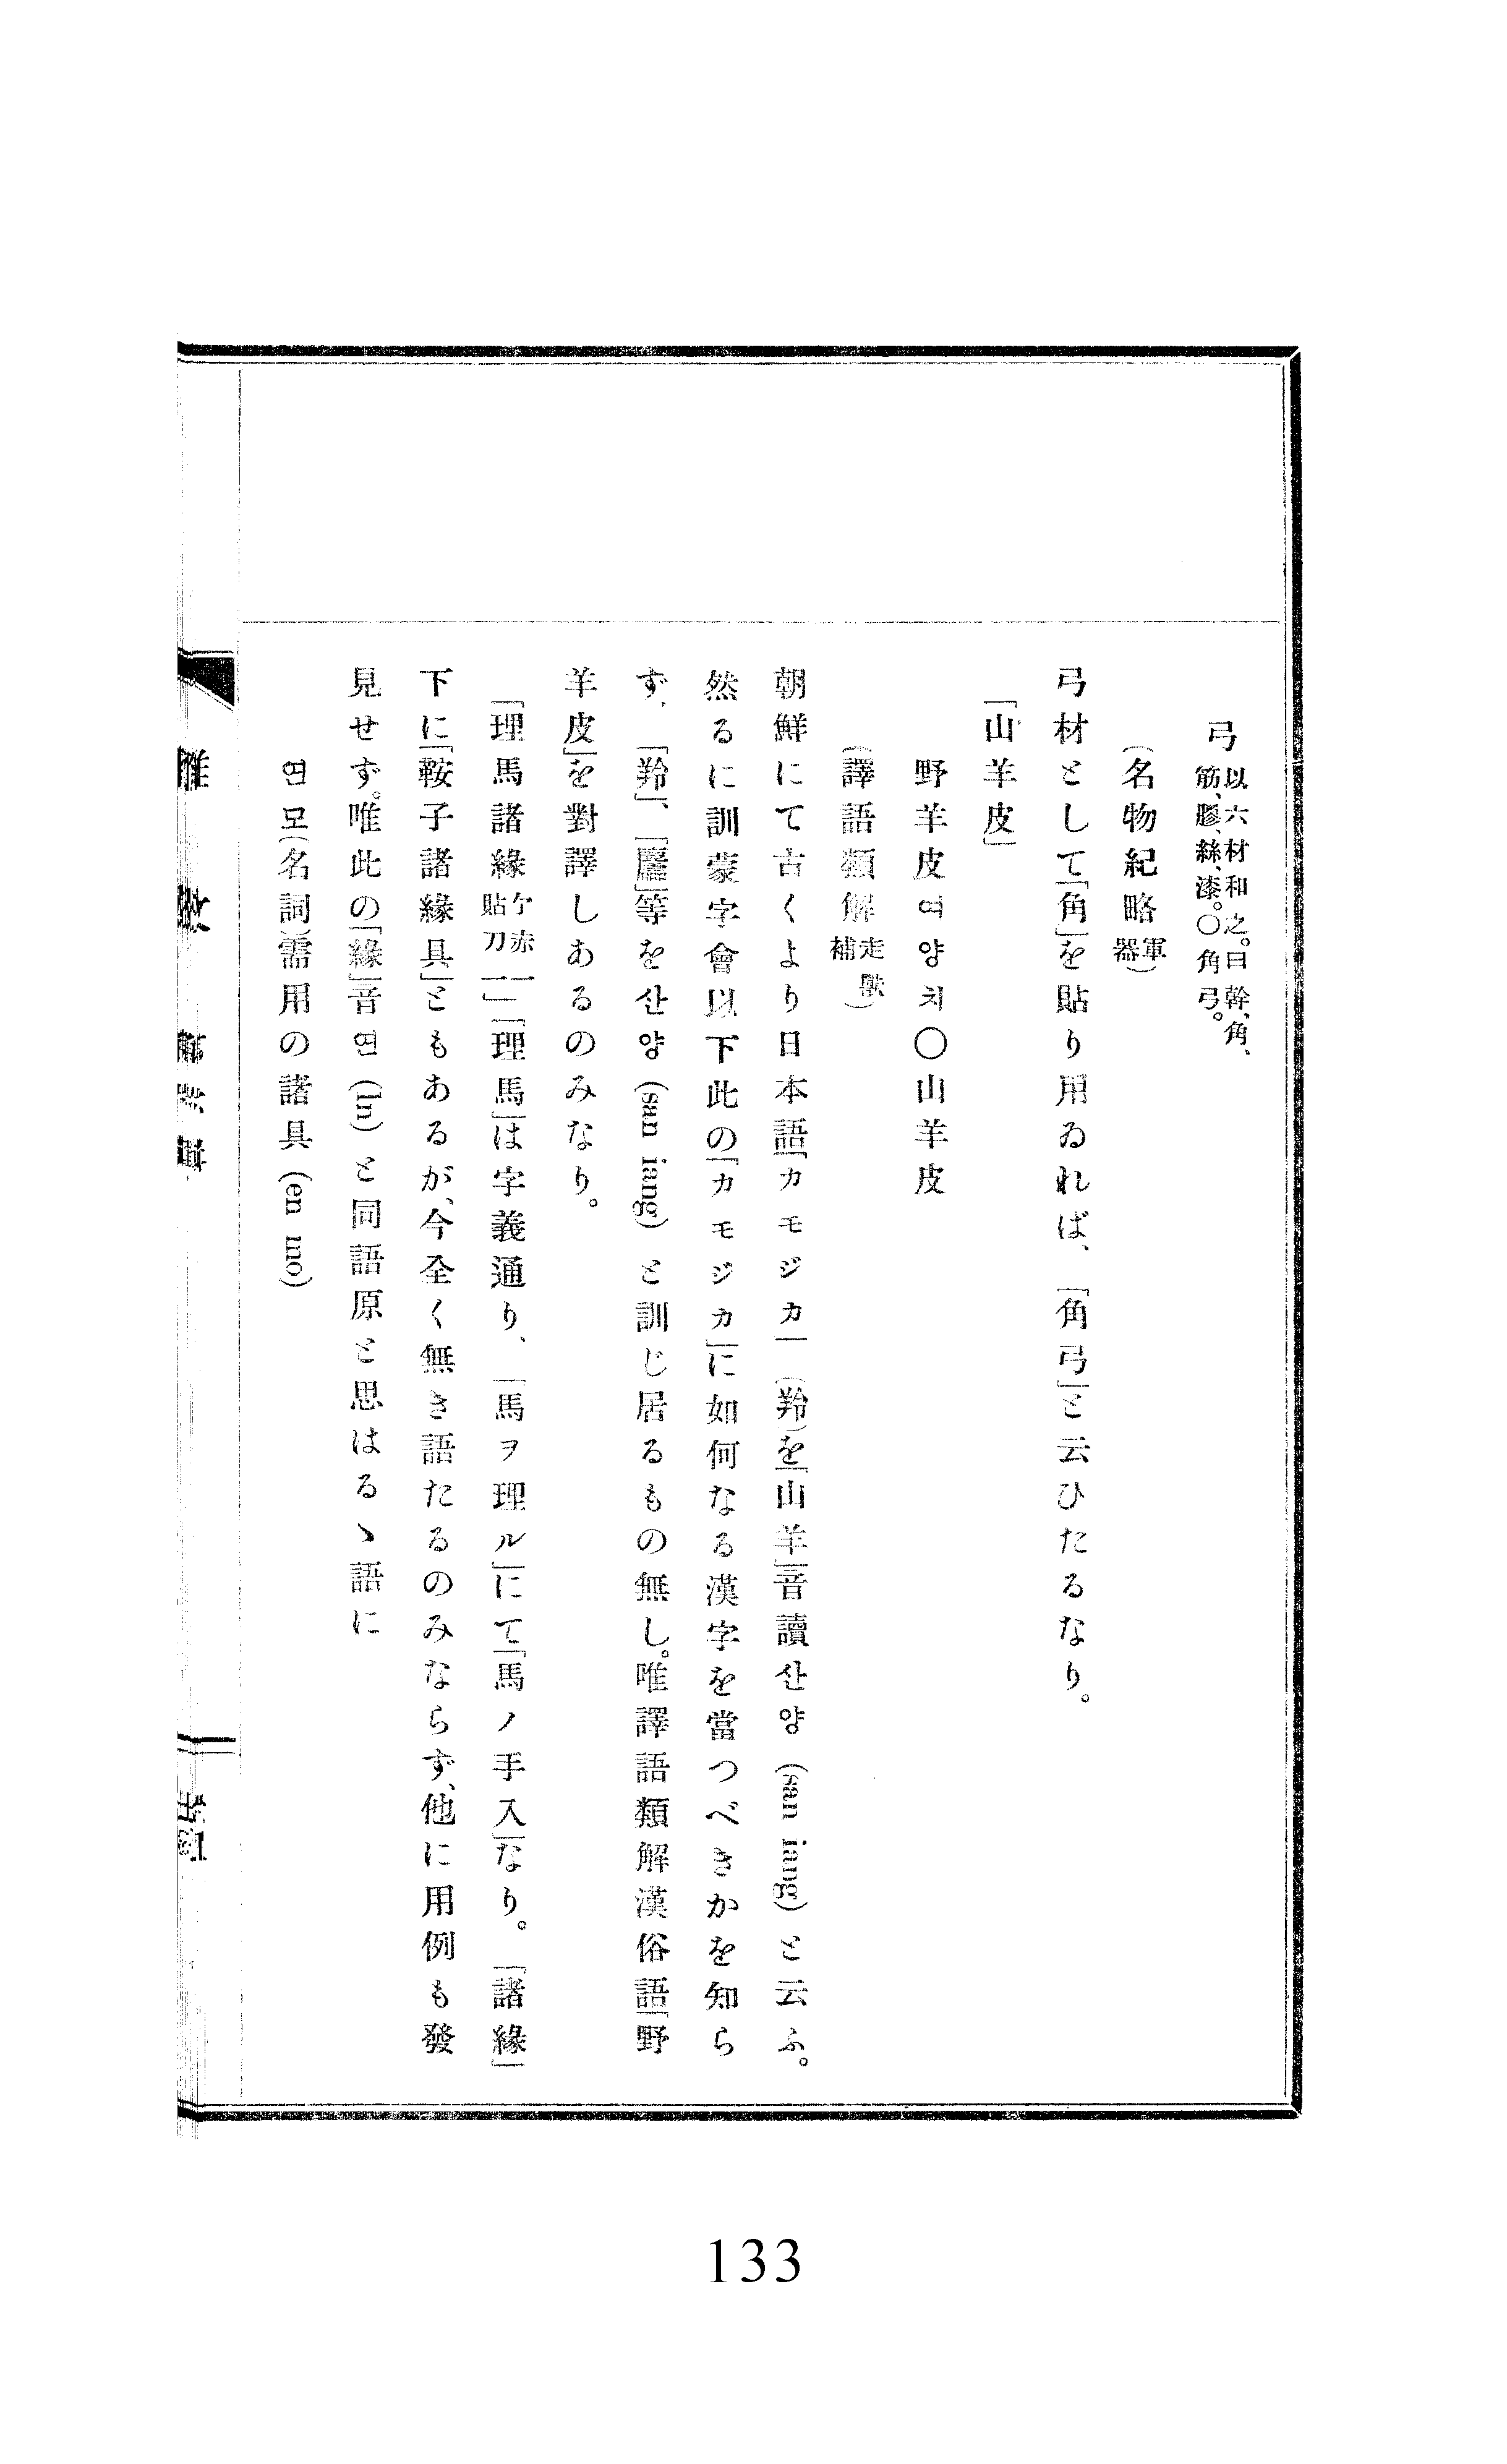 弓以六材和之。曰幹、角、筋、膠、絲、漆。〇角弓。
(名物紀略軍器)
弓材として「角」を貼り用ゐれば、「角弓」と云ひたるなり。
「山羊皮」
野羊皮여양치〇山羊皮
(譯語類解補走獸)
朝鮮にて古くより日本語「カモジカ」(羚)を「山羊」音讀산양(san iang)と云ふ。
然るに訓蒙字會以下此の「カモジカ」に如何なる漢字を當つべきかを知ら
ず、「羚」、「麢」等を산양(san iang)と訓じ居るもの無し。唯譯語類解漢俗語「野
羊皮」を對譯しあるのみなり。
「理馬諸緣ケ赤貼刀一一」「理馬」は字義通り、「馬ヲ理ル」にて「馬ノ手入」なり。「諸緣」
下に「鞍子諸緣具」ともあるが、今全く無き語たるのみならず、他に用例も發
見せず。唯此の「緣」音연(In)と同語原と思はるゝ語に
연모(名詞)需用の諸具(en mo)
133